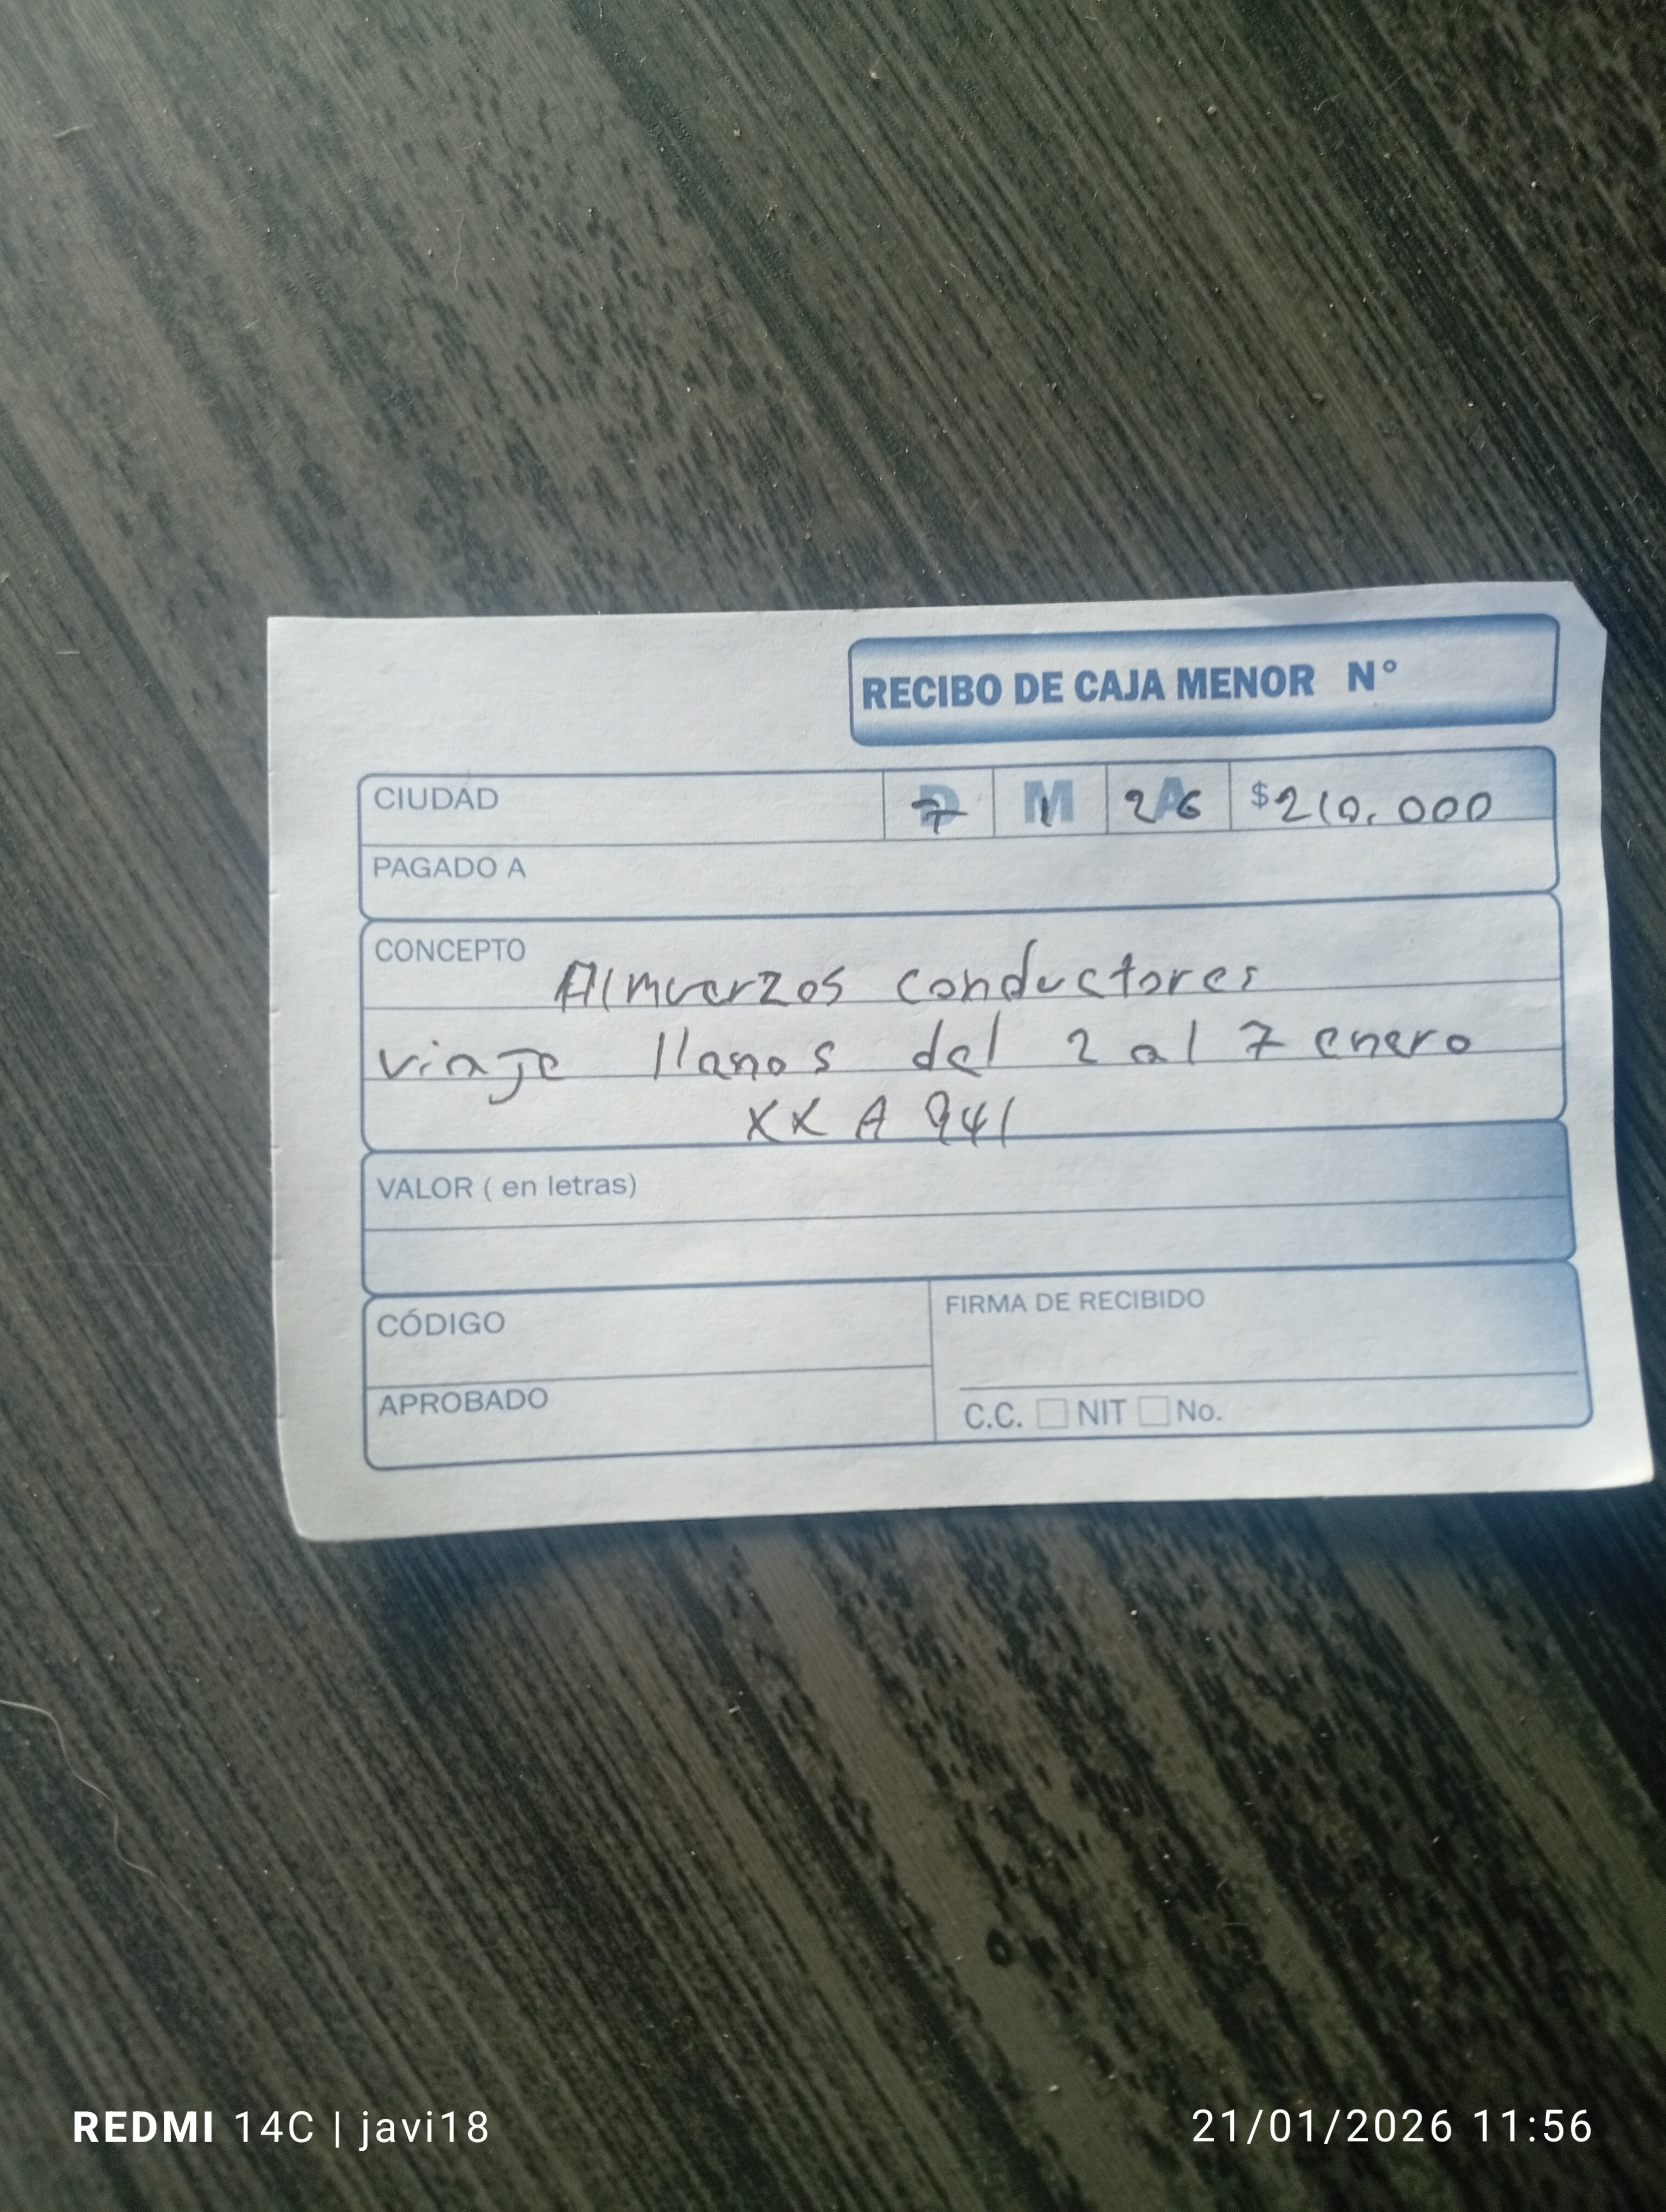 RECIBO DE CAJA MENOR N°
CIUDAD D 7 M 1 A 26 $ 210.000
PAGADO A
CONCEPTO Almuerzos conductores
viaje llanos del 2 al 7 enero
XXA 941
VALOR ( en letras)
CÓDIGO
FIRMA DE RECIBIDO
APROBADO
C.C. NIT No.
REDMI 14C | javi18
21/01/2026 11:56